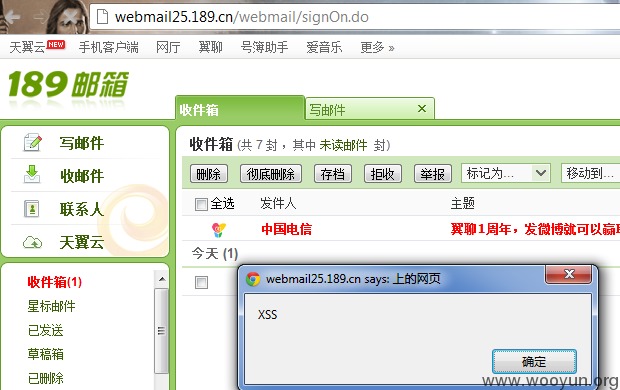 webmail25.189.cn/webmail/signOn.do
天翼云 NEW 手机客户端 网厅 翼聊 号簿助手 爱音乐 更多 »
189邮箱
收件箱 写邮件 ×
写邮件
收邮件
联系人
天翼云
收件箱(1)
星标邮件
已发送
草稿箱
已删除
收件箱 (共 7 封，其中 未读邮件 封)
删除 彻底删除 存档 拒收 举报 标记为... 移动到...
全选 发件人 主题
中国电信 翼聊1周年，发微博就可以赢
今天 (1)
webmail25.189.cn says: 上的网页
XSS
确定
www.wooyun.org